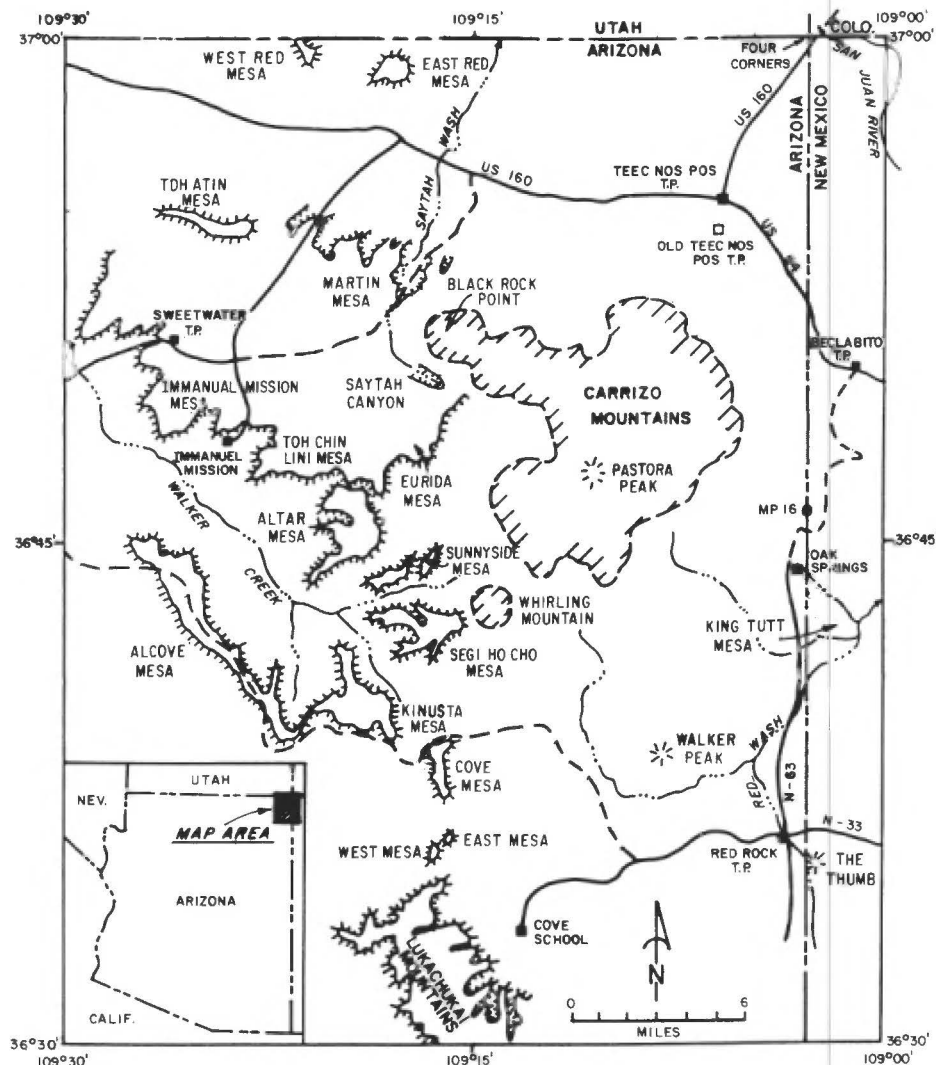 109°30'
109°15'
109°00'
37°00'
37°00'
UTAH
ARIZONA
COLO.
FOUR
CORNERS
SAN JUAN RIVER
WEST RED
MESA
EAST RED
MESA
SAYTAH WASH
US 160
US 160
ARIZONA
NEW MEXICO
TEEC NOS POS
T.P.
OLD TEEC NOS
POS T.P.
US
TOH ATIN
MESA
MARTIN
MESA
BLACK ROCK
POINT
SWEETWATER
T.P.
BECLABITO
T.P.
IMMANUAL MISSION
MESA
SAYTAH
CANYON
CARRIZO
MOUNTAINS
IMMANUEL
MISSION
TOH CHIN
LINI MESA
EURIDA
MESA
PASTORA
PEAK
WALKER CREEK
ALTAR
MESA
MP 16
36°45'
36°45'
SUNNYSIDE
MESA
OAK
SPRINGS
WHIRLING
MOUNTAIN
KING TUTT
MESA
ALCOVE
MESA
SEGI HO CHO
MESA
KINUSTA
MESA
WALKER
PEAK
RED WASH
COVE
MESA
N-63
N-33
UTAH
NEV.
MAP AREA
ARIZONA
CALIF.
WEST MESA
EAST MESA
RED ROCK
T.P.
THE
THUMB
COVE
SCHOOL
LUKACHUKAI
MOUNTAINS
N
0 6
MILES
36°30'
36°30'
109°30'
109°15'
109°00'